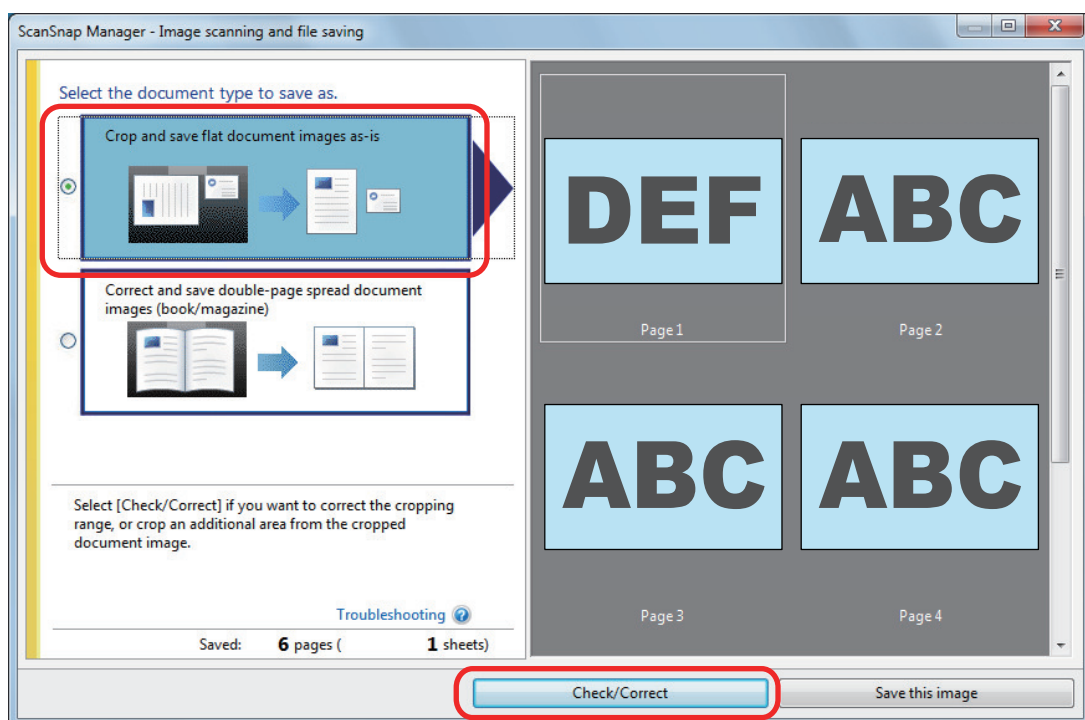 ScanSnap Manager - Image scanning and file saving
Select the document type to save as.
Crop and save flat document images as-is
Correct and save double-page spread document
images (book/magazine)
Select [Check/Correct] if you want to correct the cropping
range, or crop an additional area from the cropped
document image.
Troubleshooting
Saved: 6 pages ( 1 sheets)
DEF
ABC
Page 1
Page 2
ABC
ABC
Page 3
Page 4
Check/Correct
Save this image